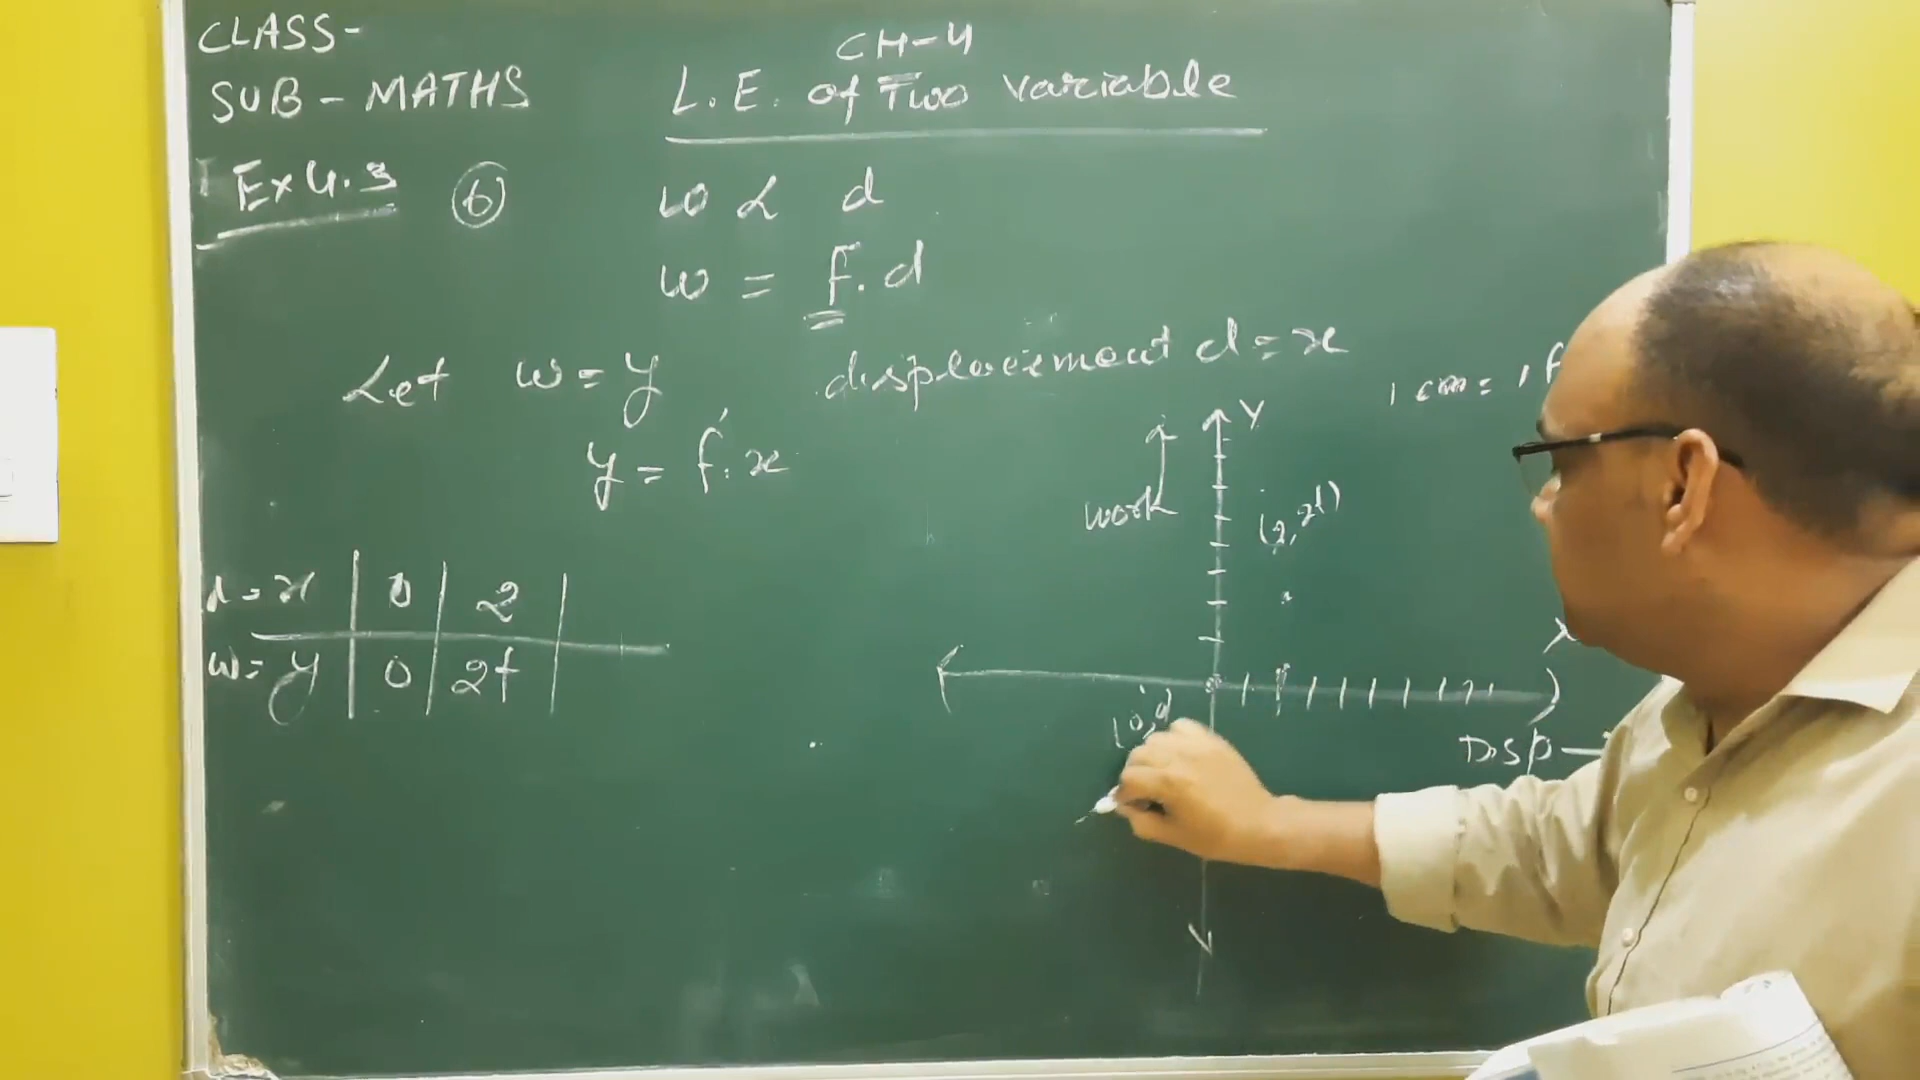 CLASS-
CH-4
SUB - MATHS L.E. of Two variable
Ex 4.3 6 w α d
w = f. d
Let w = y displacement d = x
1 cm = 1 f
y = f. x
Y
work
(2, 2f)
d = x 0 2
w = y 0 2f
X
(0,0)
Disp